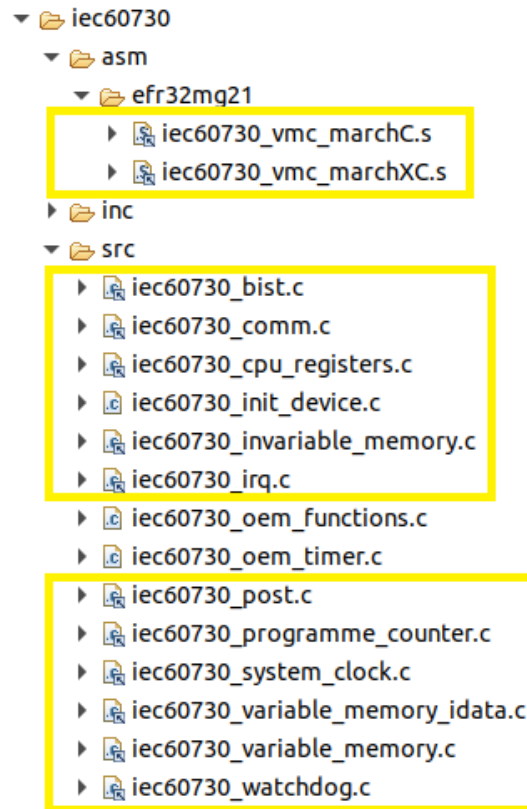 iec60730
asm
efr32mg21
iec60730_vmc_marchC.s
iec60730_vmc_marchXC.s
inc
src
iec60730_bist.c
iec60730_comm.c
iec60730_cpu_registers.c
iec60730_init_device.c
iec60730_invariable_memory.c
iec60730_irq.c
iec60730_oem_functions.c
iec60730_oem_timer.c
iec60730_post.c
iec60730_programme_counter.c
iec60730_system_clock.c
iec60730_variable_memory_idata.c
iec60730_variable_memory.c
iec60730_watchdog.c